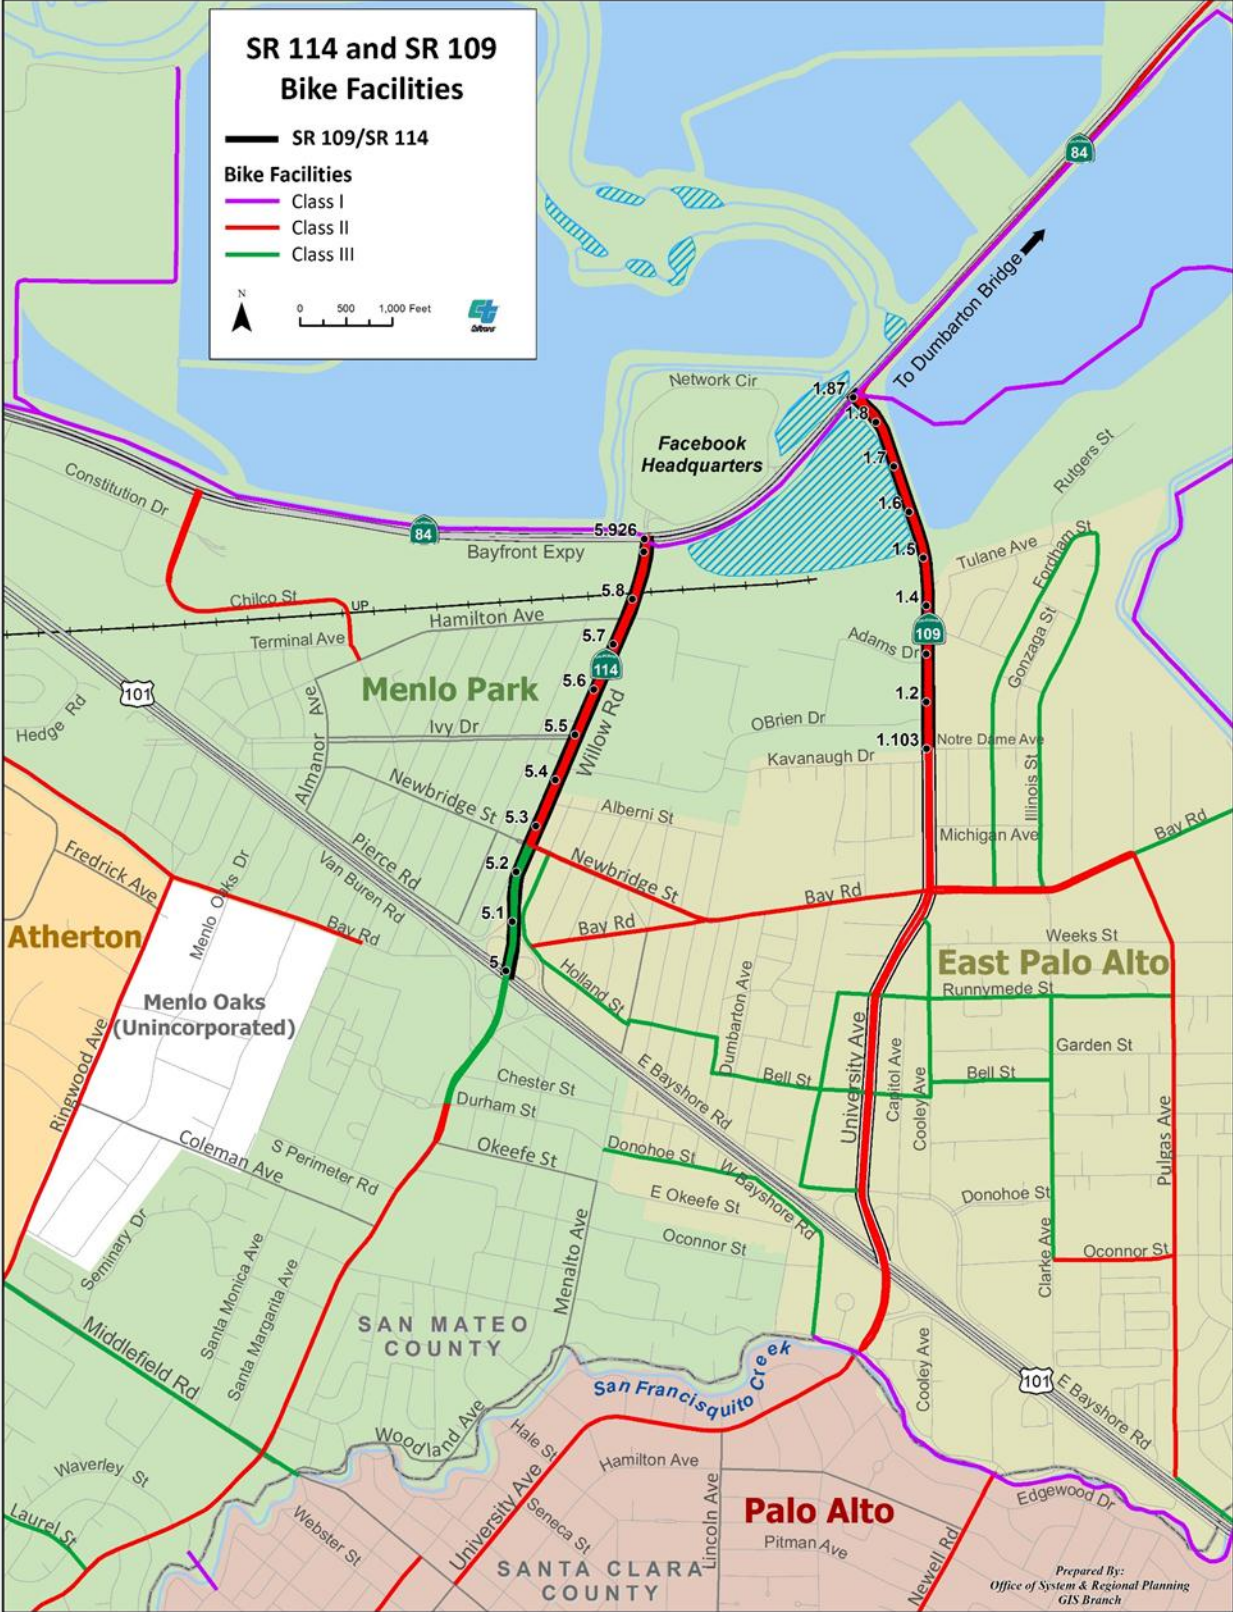 SR 114 and SR 109
Bike Facilities
SR 109/SR 114
Bike Facilities
Class I
Class II
Class III
N
0 500 1,000 Feet
Caltrans
84
To Dumbarton Bridge
Network Cir
1.87
1.8
Facebook
Headquarters
1.7
Rutgers St
Constitution Dr
1.6
84
5.926
Bayfront Expy
1.5
Tulane Ave
Fordham St
5.8
1.4
Chilco St
UP
Hamilton Ave
Terminal Ave
5.7
109
Adams Dr
Gonzaga St
114
5.6
Menlo Park
101
1.2
Hedge Rd
Almanor Ave
Ivy Dr
5.5
Willow Rd
OBrien Dr
1.103
Notre Dame Ave
Kavanaugh Dr
5.4
Newbridge St
Illinois St
Alberni St
5.3
Michigan Ave
Bay Rd
Fredrick Ave
Menlo Oaks Dr
Pierce Rd
Van Buren Rd
5.2
Newbridge St
Bay Rd
5.1
Bay Rd
Bay Rd
Atherton
Weeks St
East Palo Alto
5
Holland St
Runnymede St
Menlo Oaks
(Unincorporated)
Dumbarton Ave
University Ave
Ringwood Ave
Garden St
Capitol Ave
Cooley Ave
E Bayshore Rd
Chester St
Bell St
Bell St
Durham St
Pulgas Ave
Coleman Ave
S Perimeter Rd
Okeefe St
Donohoe St
W Bayshore Rd
E Okeefe St
Donohoe St
Seminary Dr
Santa Monica Ave
Santa Margarita Ave
Menalto Ave
Oconnor St
Clarke Ave
Oconnor St
SAN MATEO
COUNTY
Middlefield Rd
San Francisquito Creek
Cooley Ave
101
E Bayshore Rd
Woodland Ave
Hale St
Waverley St
Hamilton Ave
Laurel St
University Ave
Lincoln Ave
Edgewood Dr
Webster St
Seneca St
Palo Alto
Pitman Ave
Newell Rd
SANTA CLARA
COUNTY
Prepared By:
Office of System & Regional Planning
GIS Branch